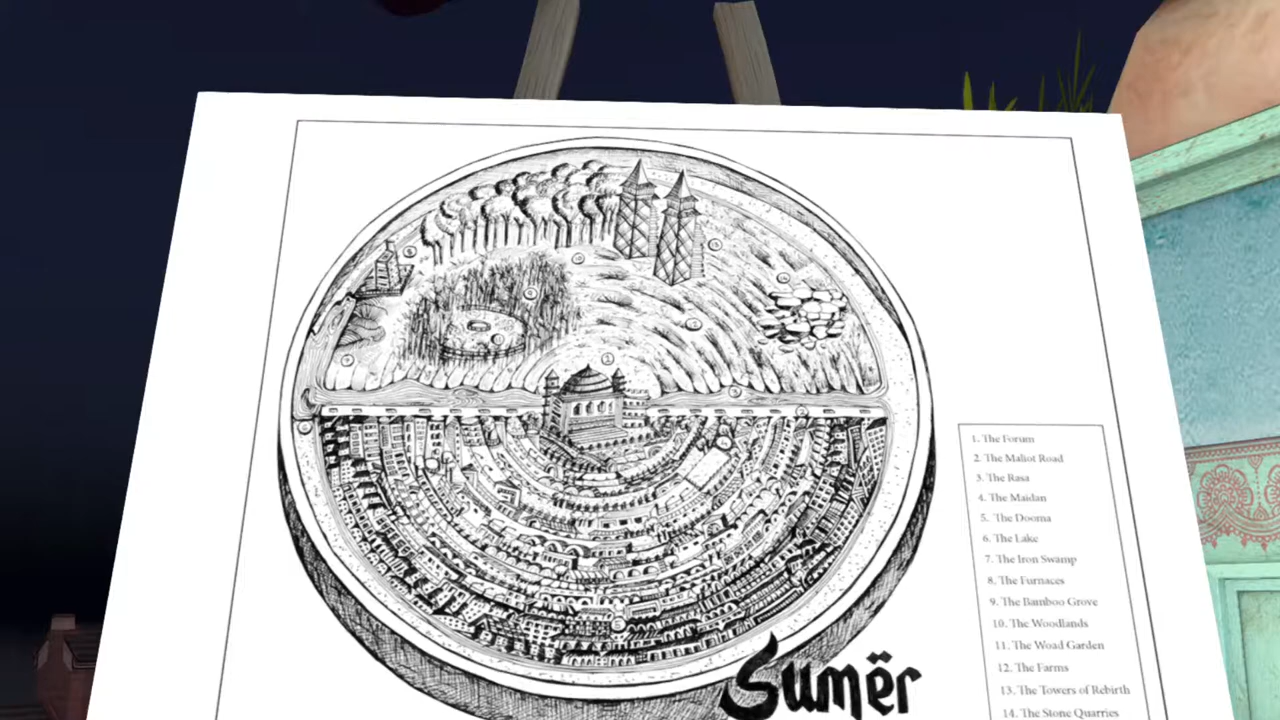 Sumër
1. The Forum
2. The Maliot Road
3. The Rasa
4. The Maidan
5. The Dooma
6. The Lake
7. The Iron Swamp
8. The Furnaces
9. The Bamboo Grove
10. The Woodlands
11. The Woad Garden
12. The Farms
13. The Towers of Rebirth
14. The Stone Quarries